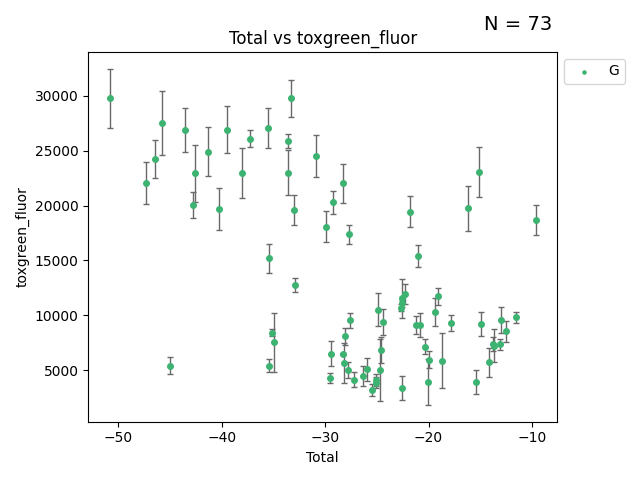 N = 73
Total vs toxgreen_fluor
G
toxgreen_fluor
30000
25000
20000
15000
10000
5000
−50 −40 −30 −20 −10
Total